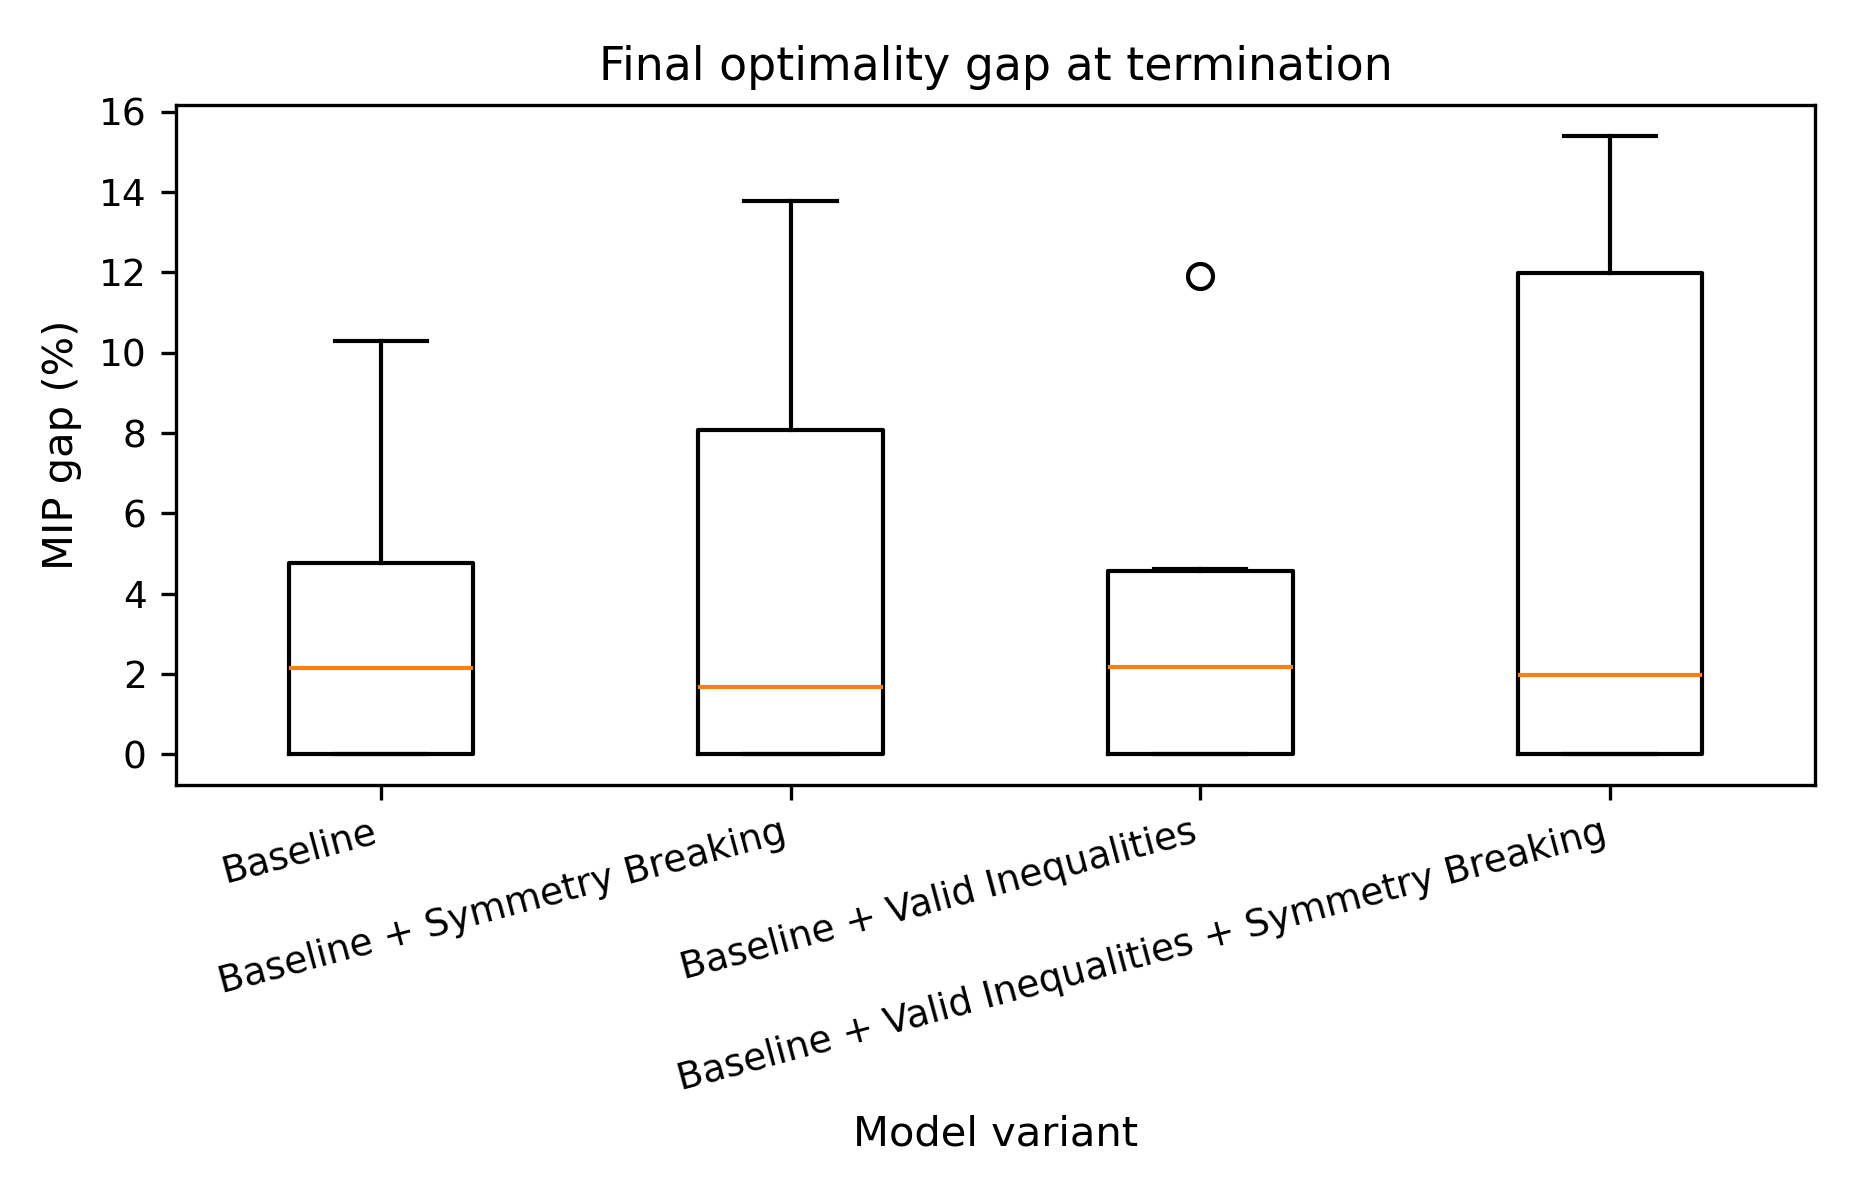 Final optimality gap at termination
MIP gap (%)
16
14
12
10
8
6
4
2
0
Baseline
Baseline + Symmetry Breaking
Baseline + Valid Inequalities
Baseline + Valid Inequalities + Symmetry Breaking
Model variant